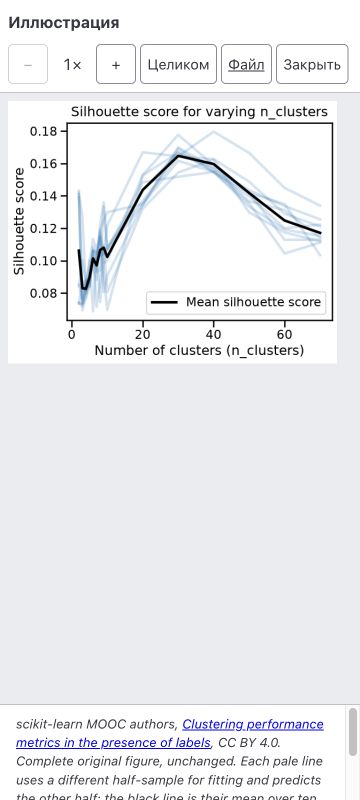 Иллюстрация
− 1× + Целиком Файл Закрыть
Silhouette score for varying n_clusters
0.18
0.16
0.14
0.12
0.10
0.08
Silhouette score
Mean silhouette score
0 20 40 60
Number of clusters (n_clusters)
scikit-learn MOOC authors, Clustering performance
metrics in the presence of labels, CC BY 4.0.
Complete original figure, unchanged. Each pale line
uses a different half-sample for fitting and predicts
the other half; the black line is their mean over ten